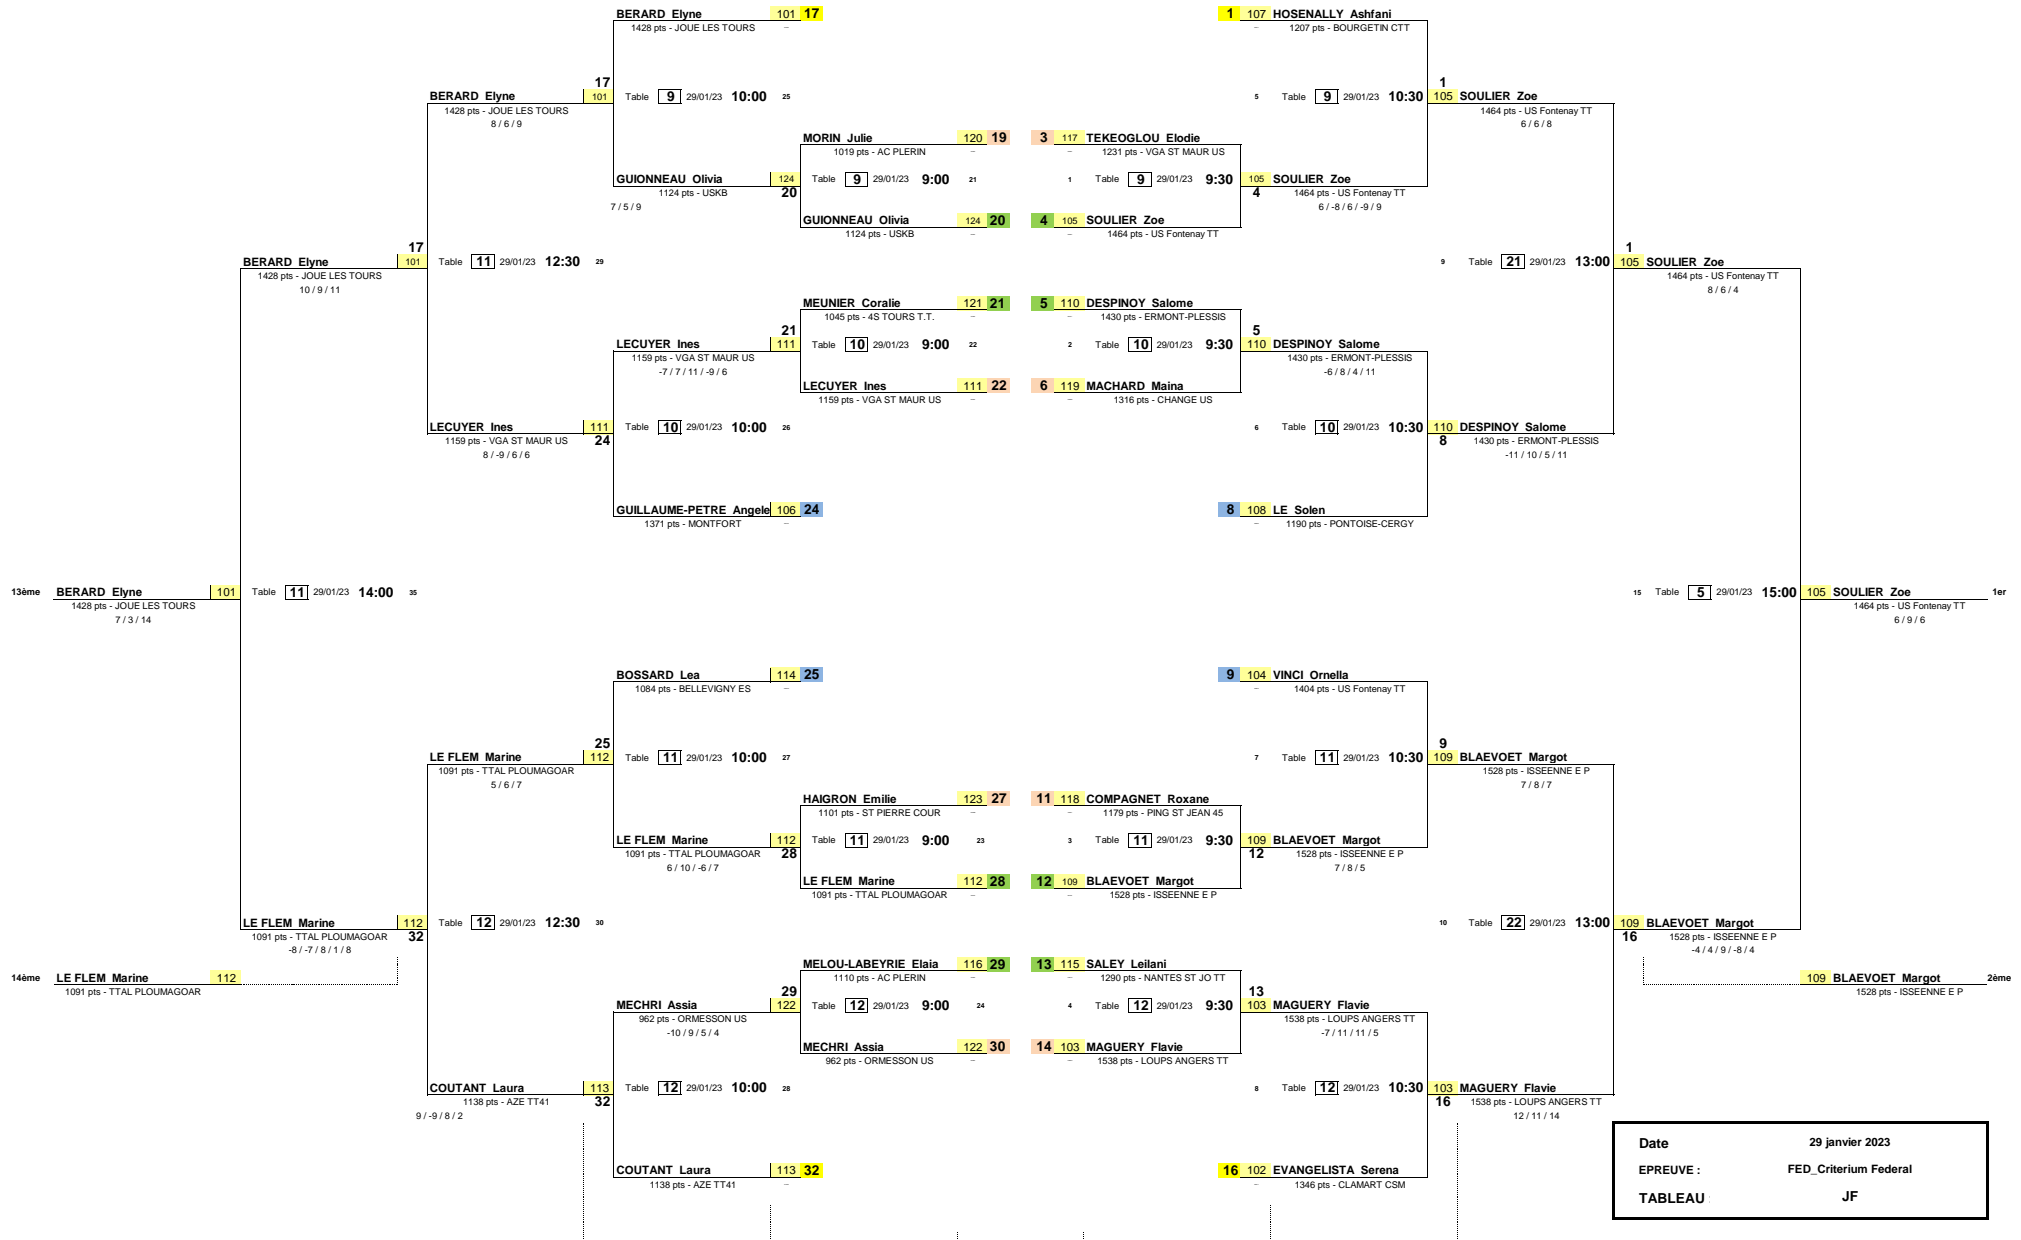 BERARD Elyne 101 17
1 107 HOSENALLY Ashfani
1428 pts - JOUE LES TOURS –
– 1207 pts - BOURGETIN CTT
17
1
BERARD Elyne 101
Table 9 29/01/23 10:00 25
5 Table 9 29/01/23 10:30
105 SOULIER Zoe
1428 pts - JOUE LES TOURS
1464 pts - US Fontenay TT
8 / 6 / 9
6 / 6 / 8
MORIN Julie 120 19
3 117 TEKEOGLOU Elodie
1019 pts - AC PLERIN –
– 1231 pts - VGA ST MAUR US
GUIONNEAU Olivia 124
Table 9 29/01/23 9:00 21
1 Table 9 29/01/23 9:30
105 SOULIER Zoe
1124 pts - USKB 20
4 1464 pts - US Fontenay TT
7 / 5 / 9
6 / -8 / 6 / -9 / 9
GUIONNEAU Olivia 124 20
4 105 SOULIER Zoe
1124 pts - USKB –
– 1464 pts - US Fontenay TT
17
1
BERARD Elyne 101
Table 11 29/01/23 12:30 29
9 Table 21 29/01/23 13:00
105 SOULIER Zoe
1428 pts - JOUE LES TOURS
1464 pts - US Fontenay TT
10 / 9 / 11
8 / 6 / 4
MEUNIER Coralie 121 21
5 110 DESPINOY Salome
1045 pts - 4S TOURS T.T. –
– 1430 pts - ERMONT-PLESSIS
21
5
LECUYER Ines 111
Table 10 29/01/23 9:00 22
2 Table 10 29/01/23 9:30
110 DESPINOY Salome
1159 pts - VGA ST MAUR US
1430 pts - ERMONT-PLESSIS
-7 / 7 / 11 / -9 / 6
-6 / 8 / 4 / 11
LECUYER Ines 111 22
6 119 MACHARD Maina
1159 pts - VGA ST MAUR US –
– 1316 pts - CHANGE US
LECUYER Ines 111
Table 10 29/01/23 10:00 26
6 Table 10 29/01/23 10:30
110 DESPINOY Salome
1159 pts - VGA ST MAUR US 24
8 1430 pts - ERMONT-PLESSIS
8 / -9 / 6 / 6
-11 / 10 / 5 / 11
GUILLAUME-PETRE Angele 106 24
8 108 LE Solen
1371 pts - MONTFORT –
– 1190 pts - PONTOISE-CERGY
13ème BERARD Elyne 101
Table 11 29/01/23 14:00 35
15 Table 5 29/01/23 15:00
105 SOULIER Zoe 1er
1428 pts - JOUE LES TOURS
1464 pts - US Fontenay TT
7 / 3 / 14
6 / 9 / 6
BOSSARD Lea 114 25
9 104 VINCI Ornella
1084 pts - BELLEVIGNY ES –
– 1404 pts - US Fontenay TT
25
9
LE FLEM Marine 112
Table 11 29/01/23 10:00 27
7 Table 11 29/01/23 10:30
109 BLAEVOET Margot
1091 pts - TTAL PLOUMAGOAR
1528 pts - ISSEENNE E P
5 / 6 / 7
7 / 8 / 7
HAIGRON Emilie 123 27
11 118 COMPAGNET Roxane
1101 pts - ST PIERRE COUR –
– 1179 pts - PING ST JEAN 45
LE FLEM Marine 112
Table 11 29/01/23 9:00 23
3 Table 11 29/01/23 9:30
109 BLAEVOET Margot
1091 pts - TTAL PLOUMAGOAR 28
12 1528 pts - ISSEENNE E P
6 / 10 / -6 / 7
7 / 8 / 5
LE FLEM Marine 112 28
12 109 BLAEVOET Margot
1091 pts - TTAL PLOUMAGOAR –
– 1528 pts - ISSEENNE E P
LE FLEM Marine 112
Table 12 29/01/23 12:30 30
10 Table 22 29/01/23 13:00
109 BLAEVOET Margot
1091 pts - TTAL PLOUMAGOAR 32
16 1528 pts - ISSEENNE E P
-8 / -7 / 8 / 1 / 8
-4 / 4 / 9 / -8 / 4
MELOU-LABEYRIE Elaia 116 29
13 115 SALEY Leilani
14ème LE FLEM Marine 112
1110 pts - AC PLERIN –
– 1290 pts - NANTES ST JO TT
109 BLAEVOET Margot 2ème
1091 pts - TTAL PLOUMAGOAR
1528 pts - ISSEENNE E P
29
13
MECHRI Assia 122
Table 12 29/01/23 9:00 24
4 Table 12 29/01/23 9:30
103 MAGUERY Flavie
962 pts - ORMESSON US
1538 pts - LOUPS ANGERS TT
-10 / 9 / 5 / 4
-7 / 11 / 11 / 5
MECHRI Assia 122 30
14 103 MAGUERY Flavie
962 pts - ORMESSON US –
– 1538 pts - LOUPS ANGERS TT
COUTANT Laura 113
Table 12 29/01/23 10:00 28
8 Table 12 29/01/23 10:30
103 MAGUERY Flavie
1138 pts - AZE TT41 32
16 1538 pts - LOUPS ANGERS TT
9 / -9 / 8 / 2
12 / 11 / 14
COUTANT Laura 113 32
16 102 EVANGELISTA Serena
1138 pts - AZE TT41 –
– 1346 pts - CLAMART CSM
Date 29 janvier 2023
EPREUVE : FED_Criterium Federal
TABLEAU : JF